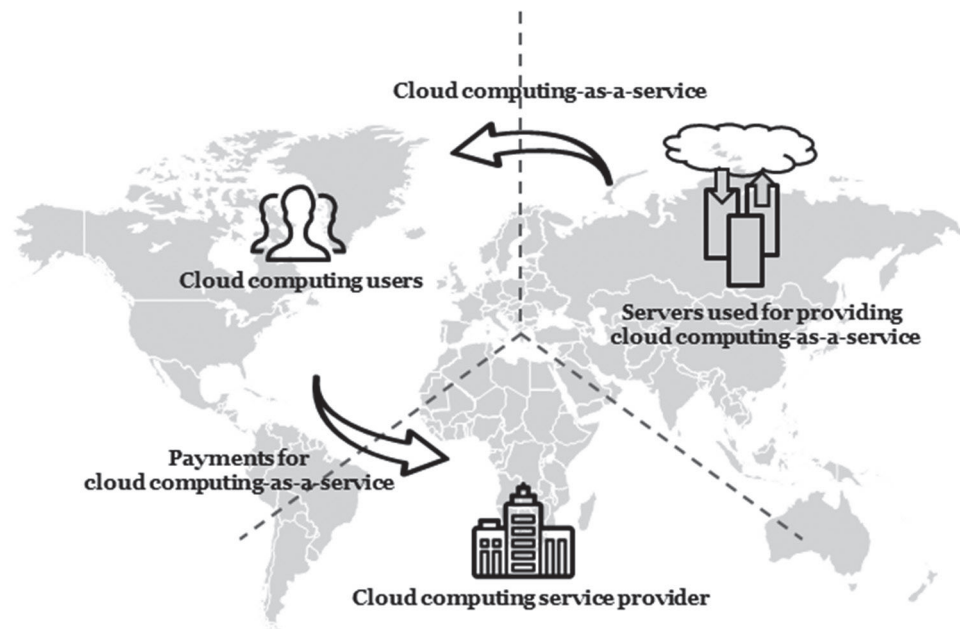 Cloud computing-as-a-service
Cloud computing users
Servers used for providing
cloud computing-as-a-service
Payments for
cloud computing-as-a-service
Cloud computing service provider